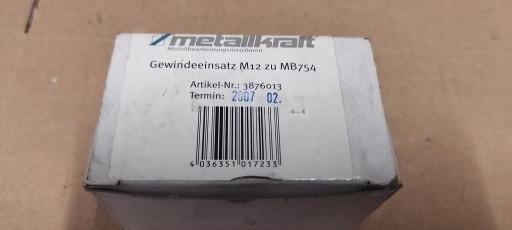 metallkraft
Metallbearbeitungsmaschinen
Gewindeeinsatz M12 zu MB754
Artikel-Nr.: 3876013
Termin: 2007 02.
4 036351 017233